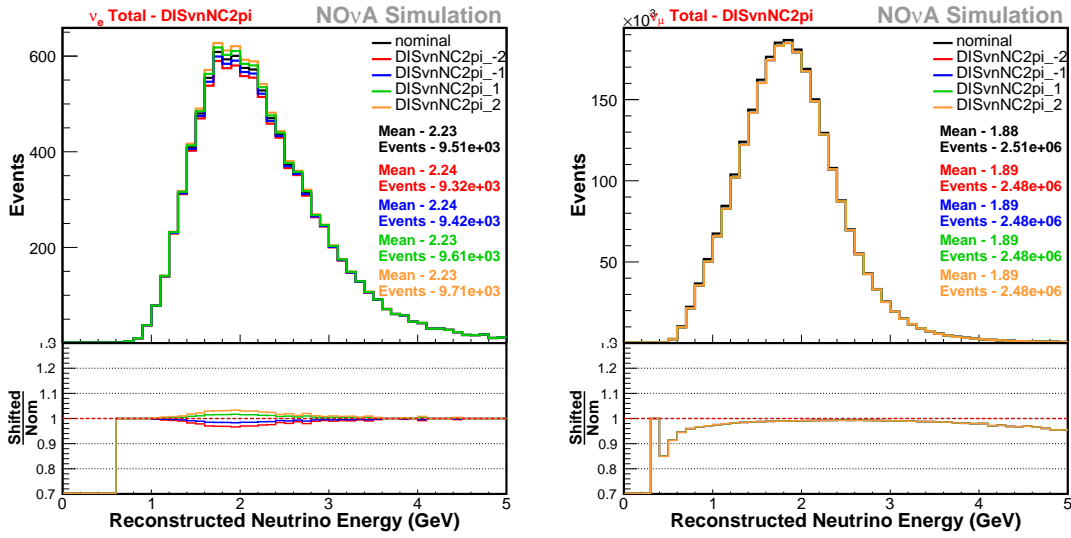 νe Total - DISvnNC2pi
NOνA Simulation
600
400
200
Events
nominal
DISvnNC2pi_-2
DISvnNC2pi_-1
DISvnNC2pi_1
DISvnNC2pi_2
Mean - 2.23
Events - 9.51e+03
Mean - 2.24
Events - 9.32e+03
Mean - 2.24
Events - 9.42e+03
Mean - 2.23
Events - 9.61e+03
Mean - 2.23
Events - 9.71e+03
1.3
1.2
1.1
1
0.9
0.8
0.7
Shifted
Nom
0 1 2 3 4 5
Reconstructed Neutrino Energy (GeV)
×10³
νμ Total - DISvnNC2pi
NOνA Simulation
150
100
50
Events
nominal
DISvnNC2pi_-2
DISvnNC2pi_-1
DISvnNC2pi_1
DISvnNC2pi_2
Mean - 1.88
Events - 2.51e+06
Mean - 1.89
Events - 2.48e+06
Mean - 1.89
Events - 2.48e+06
Mean - 1.89
Events - 2.48e+06
Mean - 1.89
Events - 2.48e+06
1.3
1.2
1.1
1
0.9
0.8
0.7
Shifted
Nom
0 1 2 3 4 5
Reconstructed Neutrino Energy (GeV)